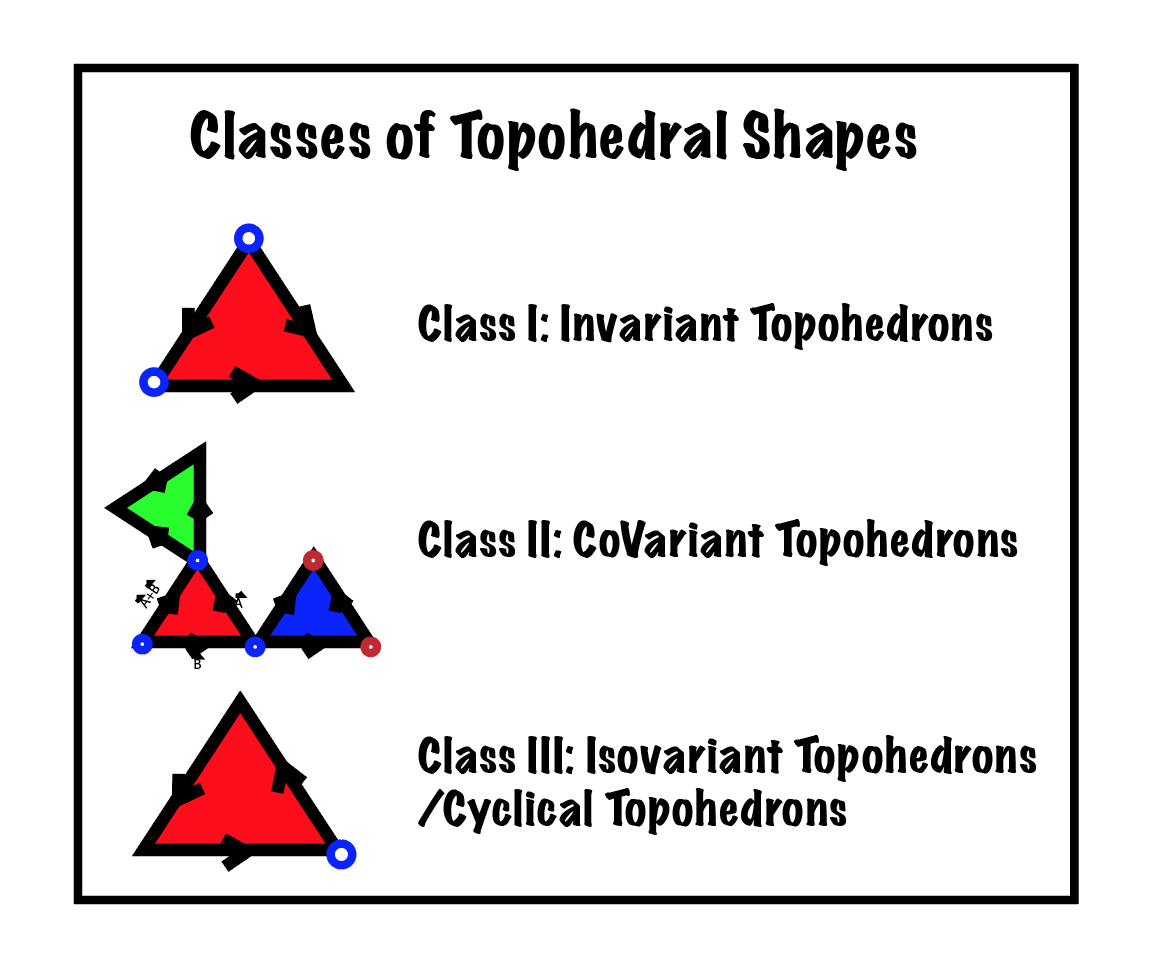 Classes of Topohedral Shapes
Class I: Invariant Topohedrons
Class II: CoVariant Topohedrons
A+B
A
B
Class III: Isovariant Topohedrons
/Cyclical Topohedrons